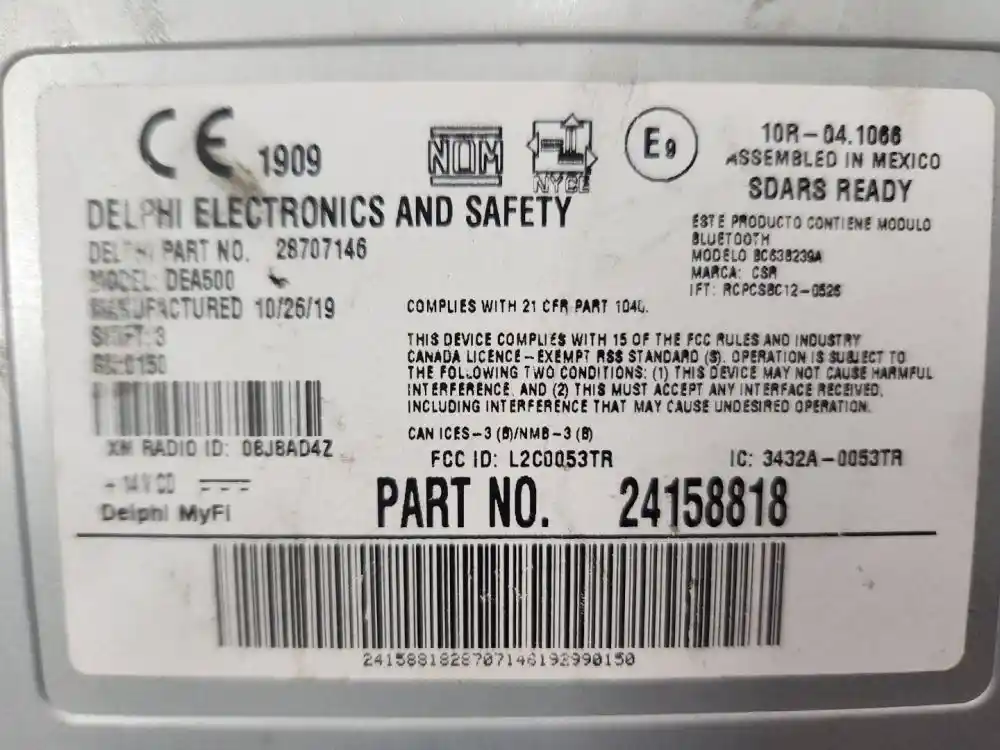 CE 1909
NOM
NYCE
E9
10R-04.1066
ASSEMBLED IN MEXICO
SDARS READY
DELPHI ELECTRONICS AND SAFETY
DELPHI PART NO. 28707146
MODEL: DEA500
MANUFACTURED 10/26/19
SHIFT: 3
0150
ESTE PRODUCTO CONTIENE MODULO
BLUETOOTH
MODELO BC638239A
MARCA: CSR
IFT: RCPCSBC12-0526
COMPLIES WITH 21 CFR PART 1040.
THIS DEVICE COMPLIES WITH 15 OF THE FCC RULES AND INDUSTRY
CANADA LICENCE-EXEMPT RSS STANDARD (S). OPERATION IS SUBJECT TO
THE FOLLOWING TWO CONDITIONS: (1) THIS DEVICE MAY NOT CAUSE HARMFUL
INTERFERENCE, AND (2) THIS MUST ACCEPT ANY INTERFACE RECEIVED,
INCLUDING INTERFERENCE THAT MAY CAUSE UNDESIRED OPERATION.
CAN ICES-3 (B)/NMB-3 (B)
FCC ID: L2C0053TR
IC: 3432A-0053TR
XM RADIO ID: 08J8AD4Z
Delphi MyFi
PART NO. 24158818
241588182870714619299​0150